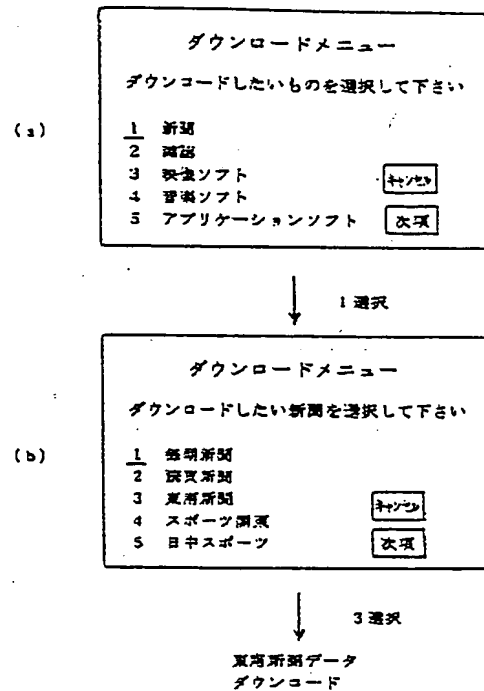 ダウンロードメニュー
ダウンロードしたいものを選択して下さい
(a)
1 新聞
2 雑誌
3 映像ソフト
キャンセル
4 音楽ソフト
5 アプリケーションソフト
次項
1選択
ダウンロードメニュー
ダウンロードしたい新聞を選択して下さい
(b)
1 毎朝新聞
2 新聞
3 新聞
キャンセル
4 スポーツ
5 日中スポーツ
次項
3選択
新聞データ
ダウンロード